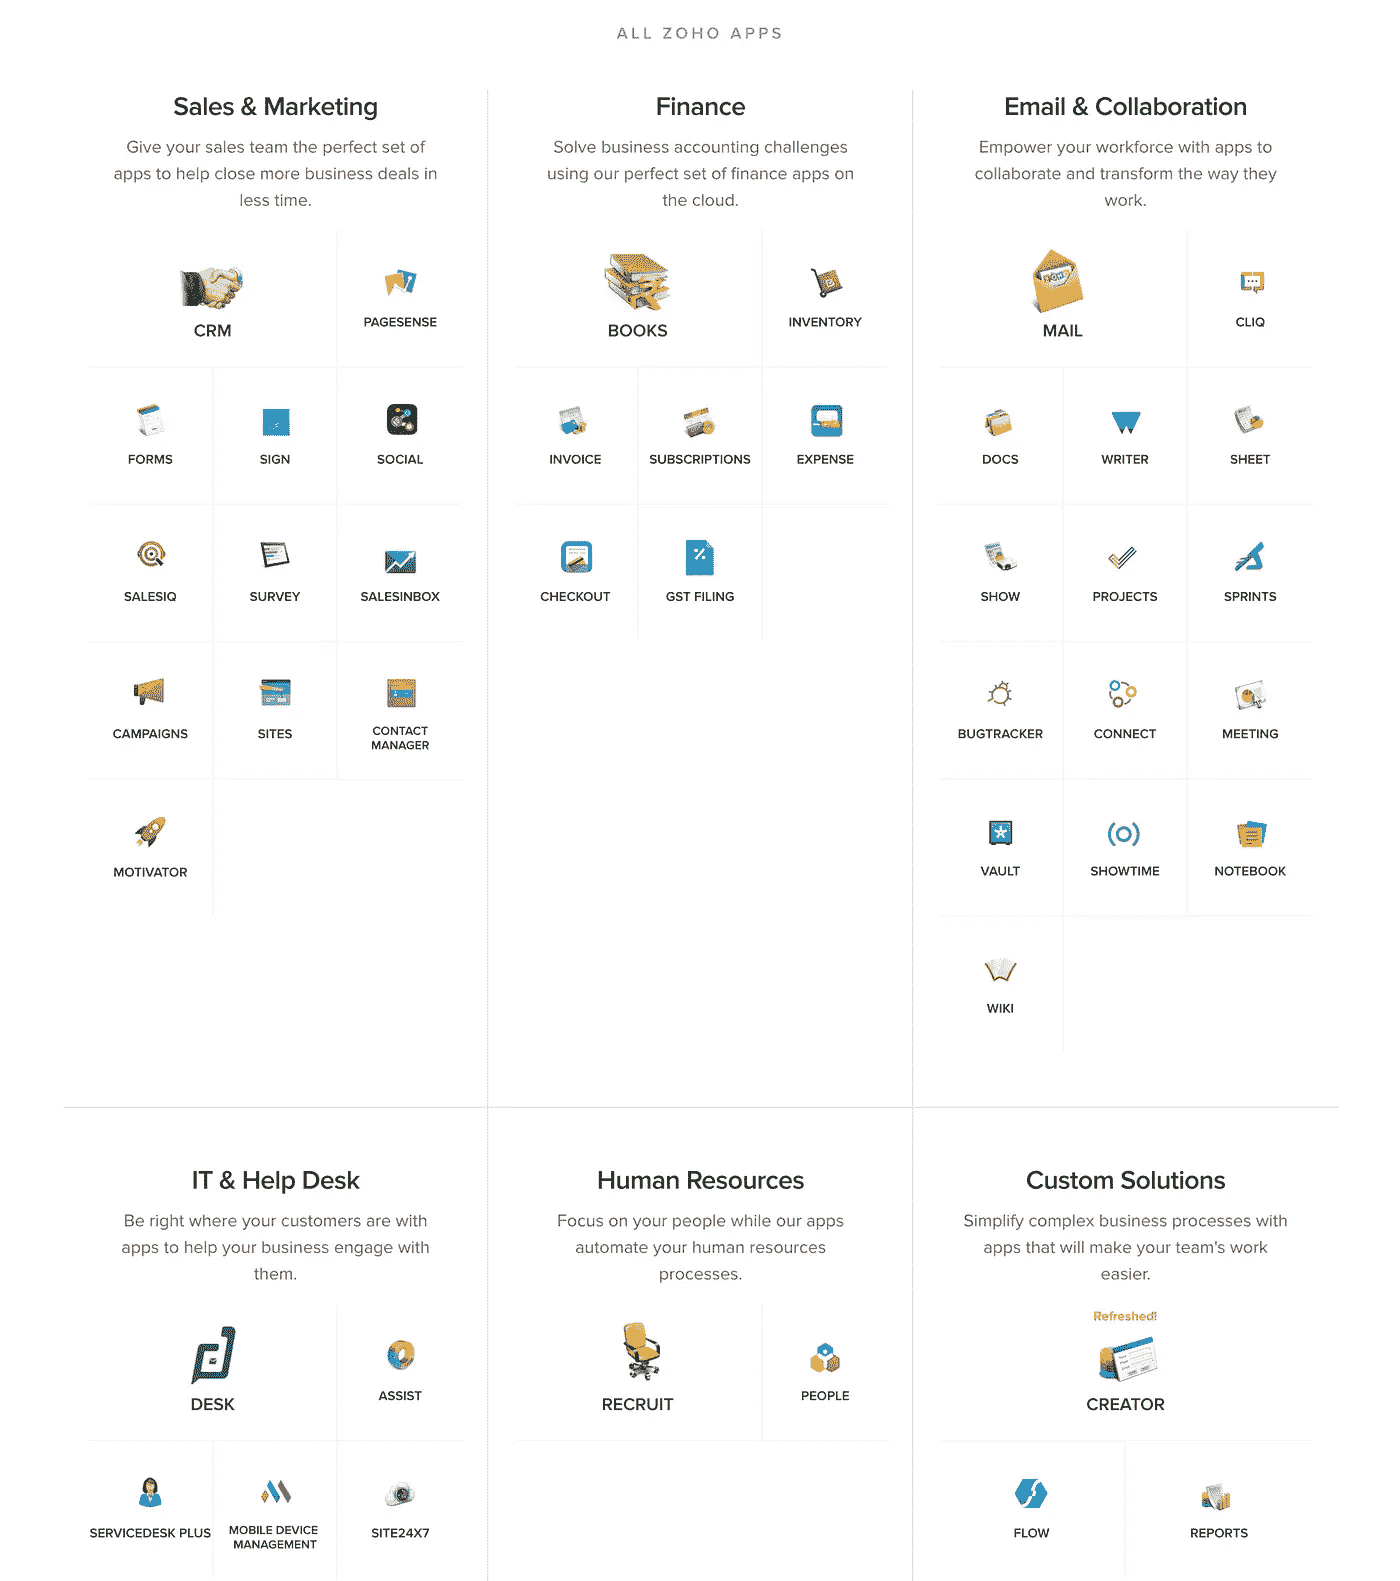 ALL ZOHO APPS
Sales & Marketing
Give your sales team the perfect set of
apps to help close more business deals in
less time.
CRM
PAGESENSE
FORMS
SIGN
SOCIAL
SALESIQ
SURVEY
SALESINBOX
CAMPAIGNS
SITES
CONTACT
MANAGER
MOTIVATOR
Finance
Solve business accounting challenges
using our perfect set of finance apps on
the cloud.
BOOKS
INVENTORY
INVOICE
SUBSCRIPTIONS
EXPENSE
CHECKOUT
GST FILING
Email & Collaboration
Empower your workforce with apps to
collaborate and transform the way they
work.
MAIL
CLIQ
DOCS
WRITER
SHEET
SHOW
PROJECTS
SPRINTS
BUGTRACKER
CONNECT
MEETING
VAULT
SHOWTIME
NOTEBOOK
WIKI
IT & Help Desk
Be right where your customers are with
apps to help your business engage with
them.
DESK
ASSIST
SERVICEDESK PLUS
MOBILE DEVICE
MANAGEMENT
SITE24X7
Human Resources
Focus on your people while our apps
automate your human resources
processes.
RECRUIT
PEOPLE
Custom Solutions
Simplify complex business processes with
apps that will make your team's work
easier.
Refreshed!
CREATOR
FLOW
REPORTS